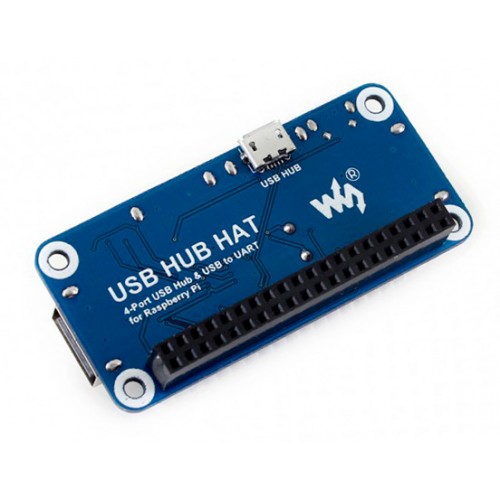 USB HUB
®
USB HUB HAT
4-Port USB Hub & USB to UART
for Raspberry Pi